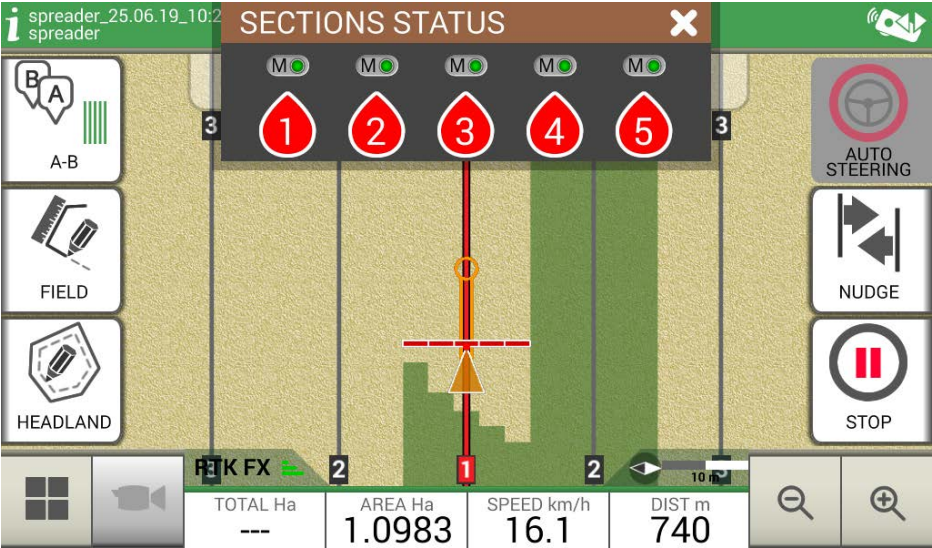 spreader_25.06.19_10:2
spreader
SECTIONS STATUS
M M M M M
1 2 3 4 5
B
A
A-B
3 3
AUTO
STEERING
FIELD
NUDGE
HEADLAND
STOP
RTK FX
3 2 1 2 3
10 m
TOTAL Ha
---
AREA Ha
1.0983
SPEED km/h
16.1
DIST m
740